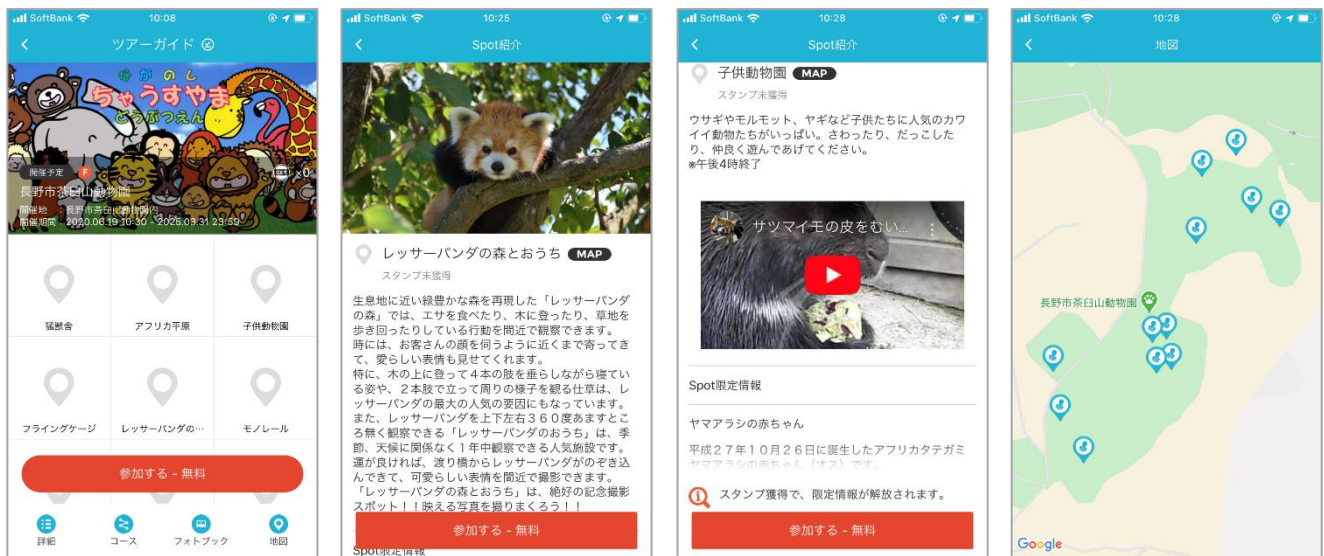 SoftBank 10:08
ツアーガイド
ながのし
ちゃうすやま
どうぶつえん
開催予定 F ×0
長野市茶臼山動物園
開催地 : 長野市茶臼山動物園内
開催期間 : 2020.06.19 10:30 - 2025.03.31 23:59
猛獣舎
アフリカ平原
子供動物園
フライングケージ
レッサーパンダの…
モノレール
参加する - 無料
詳細
コース
フォトブック
地図
SoftBank 10:25
Spot紹介
レッサーパンダの森とおうち MAP
スタンプ未獲得
生息地に近い緑豊かな森を再現した「レッサーパンダ
の森」では、エサを食べたり、木に登ったり、草地を
歩き回ったりしている行動を間近で観察できます。
時には、お客さんの顔を伺うように近くまで寄ってき
て、愛らしい表情も見せてくれます。
特に、木の上に登って4本の肢を垂らしながら寝てい
る姿や、2本肢で立って周りの様子を観る仕草は、レ
ッサーパンダの最大の人気の要因にもなっています。
また、レッサーパンダを上下左右360度あますとこ
ろ無く観察できる「レッサーパンダのおうち」は、季
節、天候に関係なく1年中観察できる人気施設です。
運が良ければ、渡り橋からレッサーパンダがのぞき込
んできて、可愛らしい表情を間近で撮影できます。
「レッサーパンダの森とおうち」は、絶好の記念撮影
スポット！！映える写真を撮りまくろう！！
参加する - 無料
Spot限定情報
SoftBank 10:28
Spot紹介
子供動物園 MAP
スタンプ未獲得
ウサギやモルモット、ヤギなど子供たちに人気のカワ
イイ動物たちがいっぱい。さわったり、だっこした
り、仲良く遊んであげてください。
※午後4時終了
サツマイモの皮をむい...
Spot限定情報
ヤマアラシの赤ちゃん
平成27年10月26日に誕生したアフリカタテガミ
ヤマアラシの赤ちゃん（オス）です。
スタンプ獲得で、限定情報が解放されます。
参加する - 無料
SoftBank 10:28
地図
長野市茶臼山動物園
Google